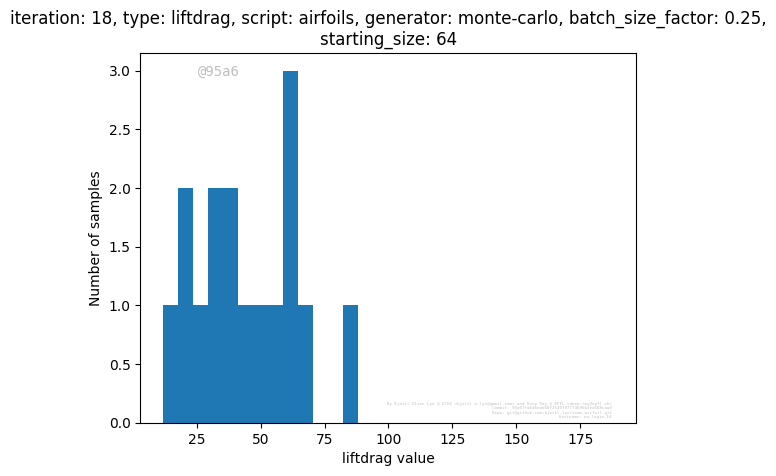 iteration: 18, type: liftdrag, script: airfoils, generator: monte-carlo, batch_size_factor: 0.25,
starting_size: 64
@95a6
3.0
2.5
2.0
1.5
1.0
0.5
0.0
Number of samples
25 50 75 100 125 150 175
liftdrag value